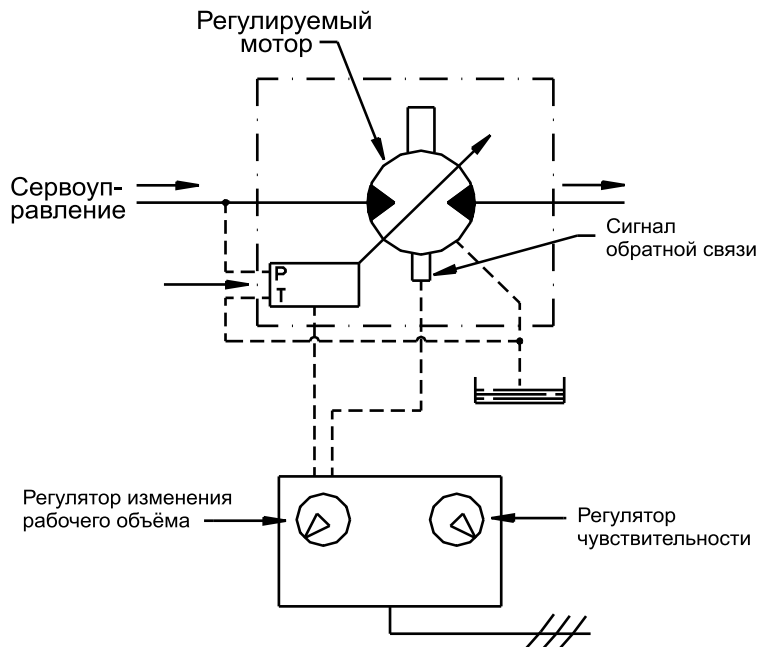 Регулируемый
мотор
Сервоуп-
равление
Сигнал
обратной связи
P
T
Регулятор изменения
рабочего объёма
Регулятор
чувствительности